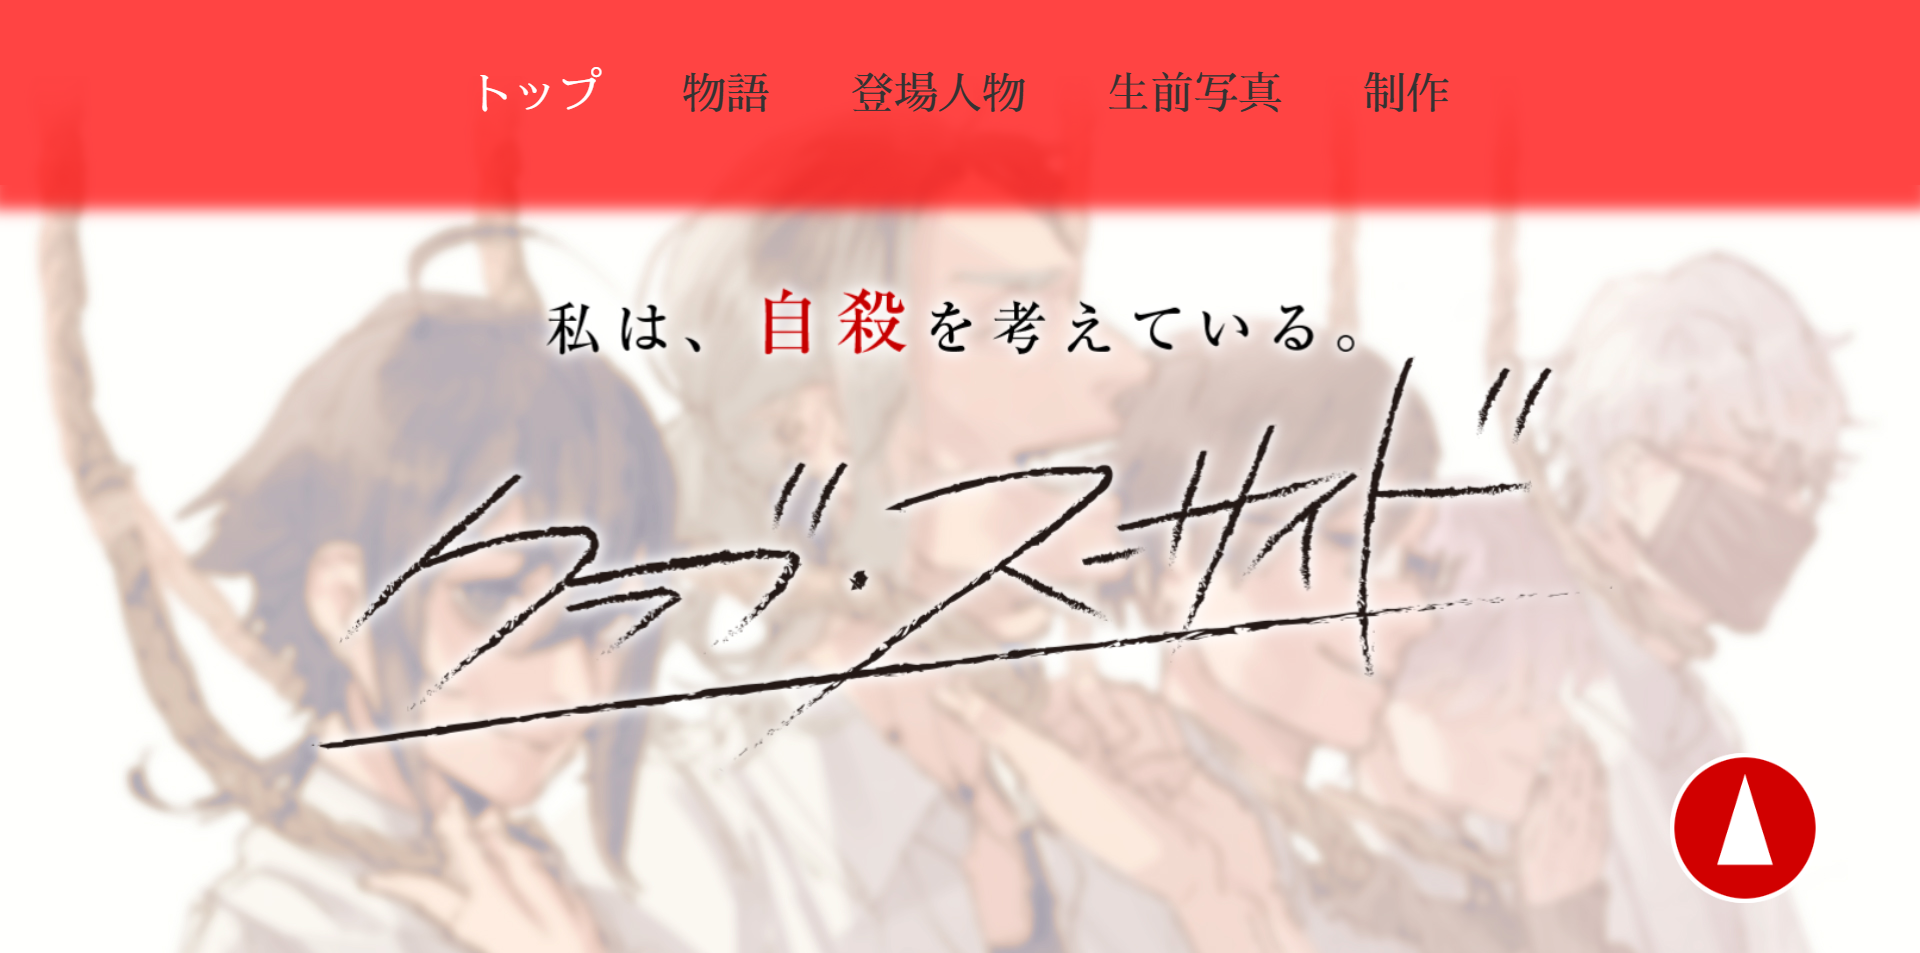 トップ 物語 登場人物 生前写真 制作
私は、自殺を考えている。
クラブ・スーサイド